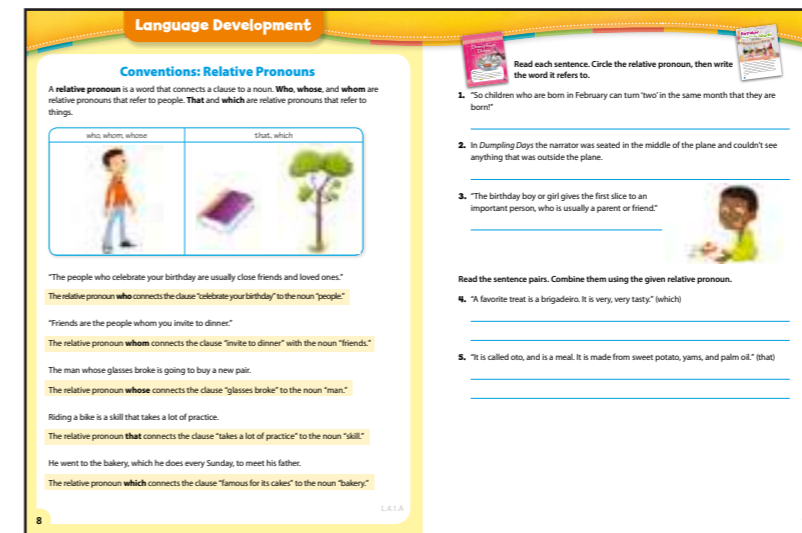 Language Development
Conventions: Relative Pronouns
A relative pronoun is a word that connects a clause to a noun. Who, whose, and whom are
relative pronouns that refer to people. That and which are relative pronouns that refer to
things.
who, whom, whose
that, which
"The people who celebrate your birthday are usually close friends and loved ones."
The relative pronoun who connects the clause "celebrate your birthday" to the noun "people."
"Friends are the people whom you invite to dinner."
The relative pronoun whom connects the clause "invite to dinner" with the noun "friends."
The man whose glasses broke is going to buy a new pair.
The relative pronoun whose connects the clause "glasses broke" to the noun "man."
Riding a bike is a skill that takes a lot of practice.
The relative pronoun that connects the clause "takes a lot of practice" to the noun "skill."
He went to the bakery, which he does every Sunday, to meet his father.
The relative pronoun which connects the clause "famous for its cakes" to the noun "bakery."
L.4.1.A
8
Read each sentence. Circle the relative pronoun, then write
the word it refers to.
1. "So children who are born in February can turn 'two' in the same month that they are
born!"
2. In Dumpling Days the narrator was seated in the middle of the plane and couldn't see
anything that was outside the plane.
3. "The birthday boy or girl gives the first slice to an
important person, who is usually a parent or friend."
Read the sentence pairs. Combine them using the given relative pronoun.
4. "A favorite treat is a brigadeiro. It is very, very tasty." (which)
5. "It is called oto, and is a meal. It is made from sweet potato, yams, and palm oil." (that)